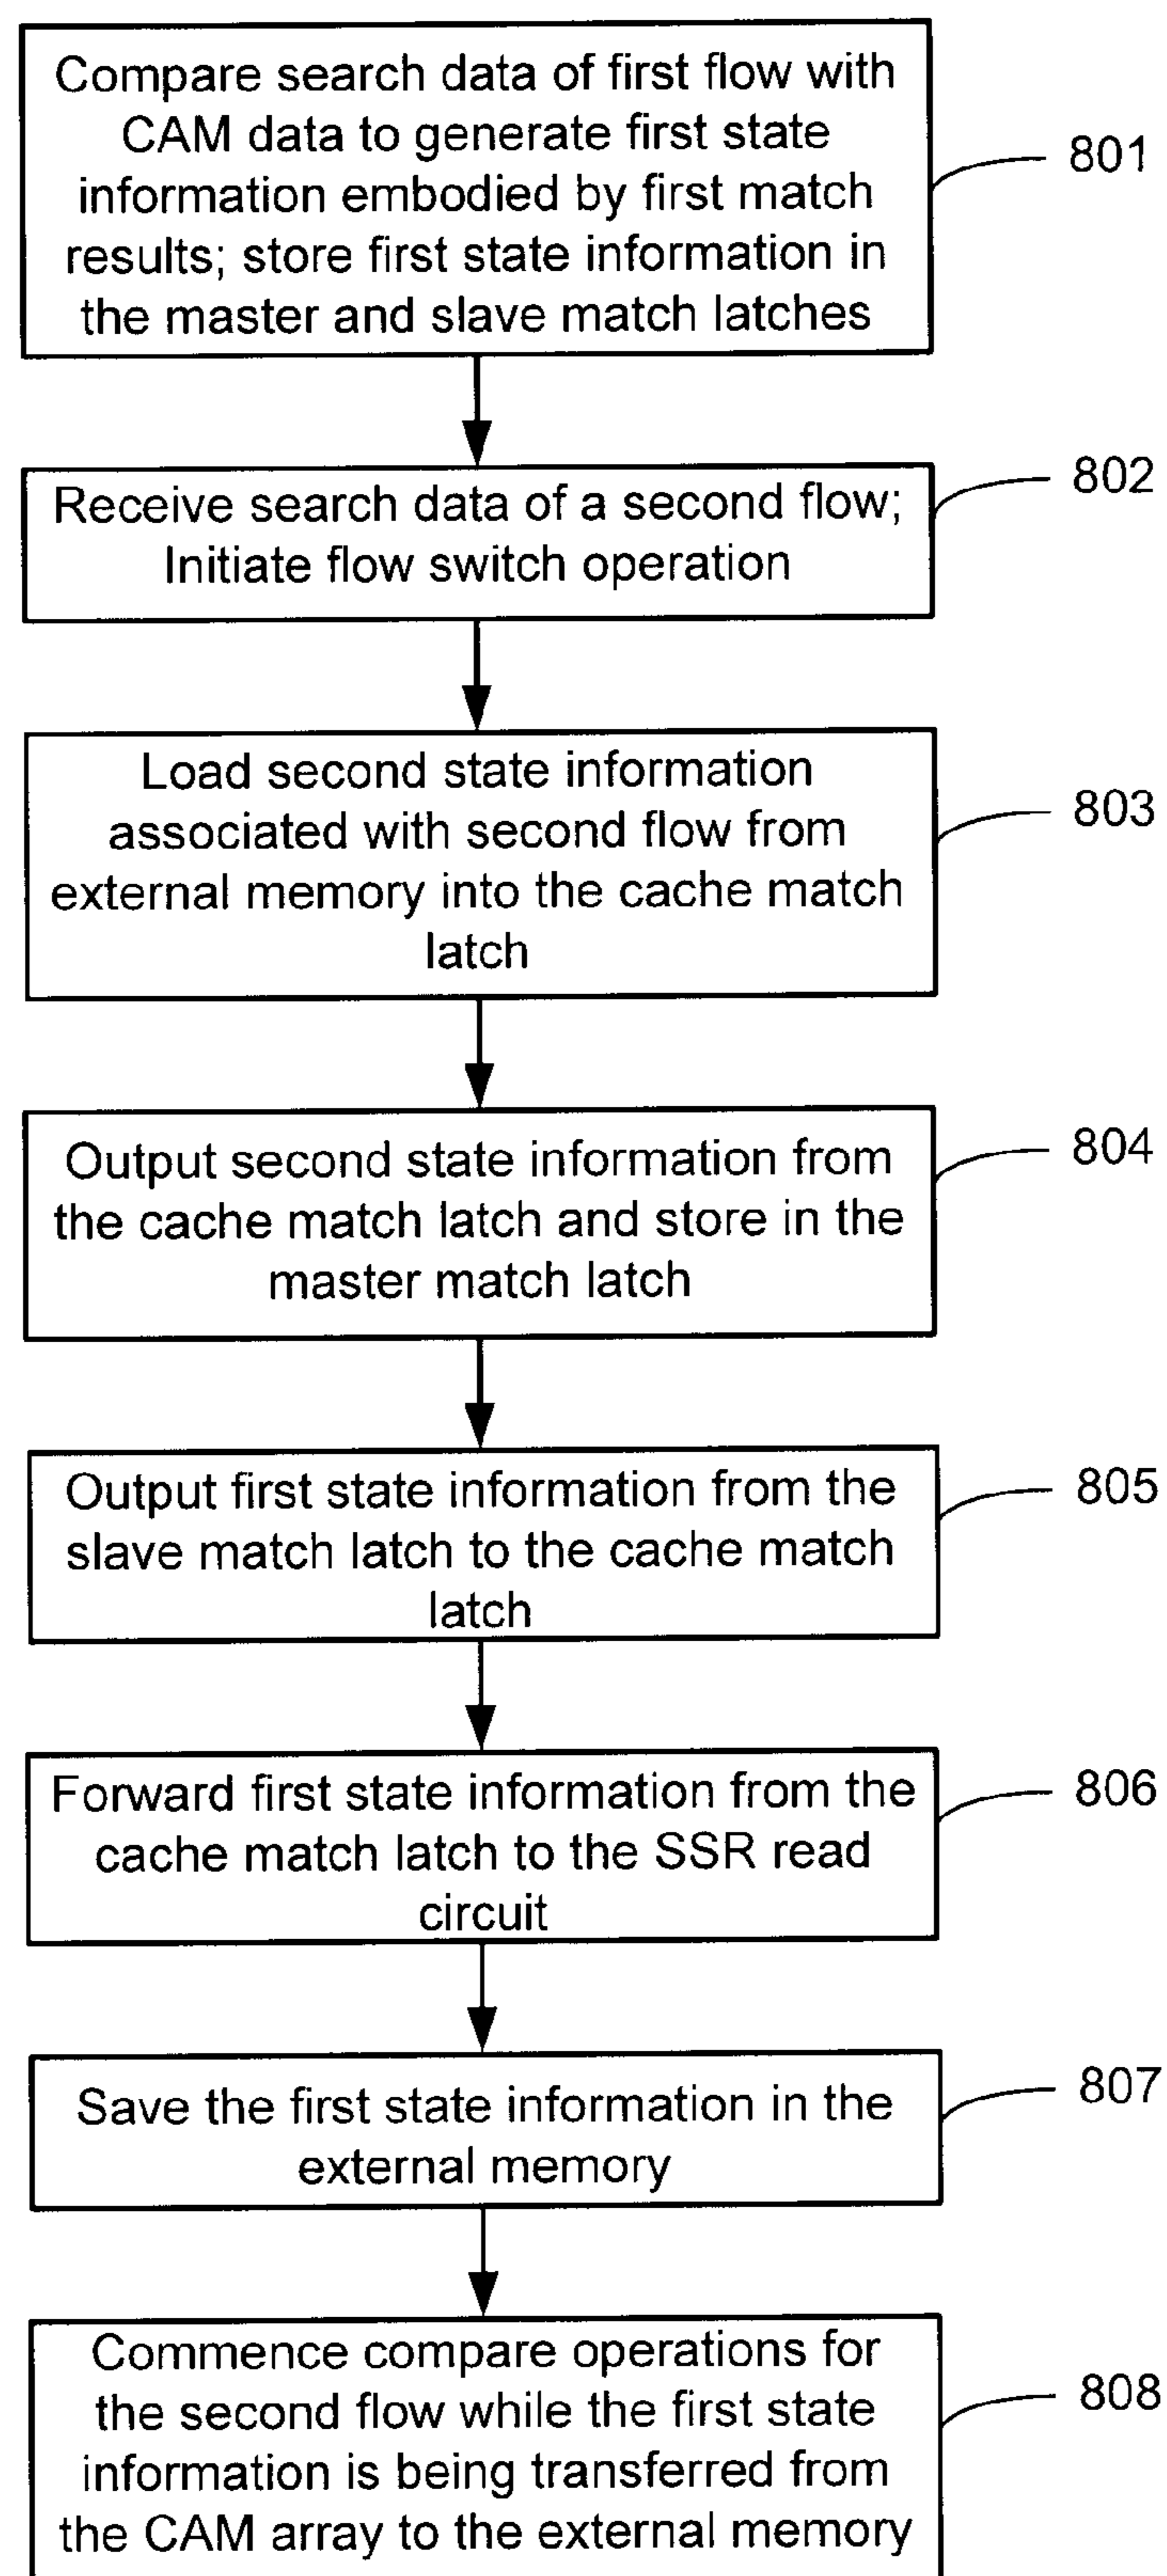 Compare search data of first flow with
CAM data to generate first state
information embodied by first match
results; store first state information in
the master and slave match latches
801
Receive search data of a second flow;
Initiate flow switch operation
802
Load second state information
associated with second flow from
external memory into the cache match
latch
803
Output second state information from
the cache match latch and store in the
master match latch
804
Output first state information from the
slave match latch to the cache match
latch
805
Forward first state information from the
cache match latch to the SSR read
circuit
806
Save the first state information in the
external memory
807
Commence compare operations for
the second flow while the first state
information is being transferred from
the CAM array to the external memory
808